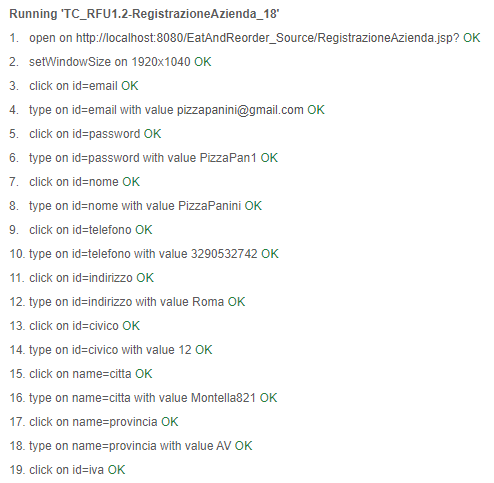 Running 'TC_RFU1.2-RegistrazioneAzienda_18'
1. open on http://localhost:8080/EatAndReorder_Source/RegistrazioneAzienda.jsp? OK
2. setWindowSize on 1920x1040 OK
3. click on id=email OK
4. type on id=email with value pizzapanini@gmail.com OK
5. click on id=password OK
6. type on id=password with value PizzaPan1 OK
7. click on id=nome OK
8. type on id=nome with value PizzaPanini OK
9. click on id=telefono OK
10. type on id=telefono with value 3290532742 OK
11. click on id=indirizzo OK
12. type on id=indirizzo with value Roma OK
13. click on id=civico OK
14. type on id=civico with value 12 OK
15. click on name=citta OK
16. type on name=citta with value Montella821 OK
17. click on name=provincia OK
18. type on name=provincia with value AV OK
19. click on id=iva OK